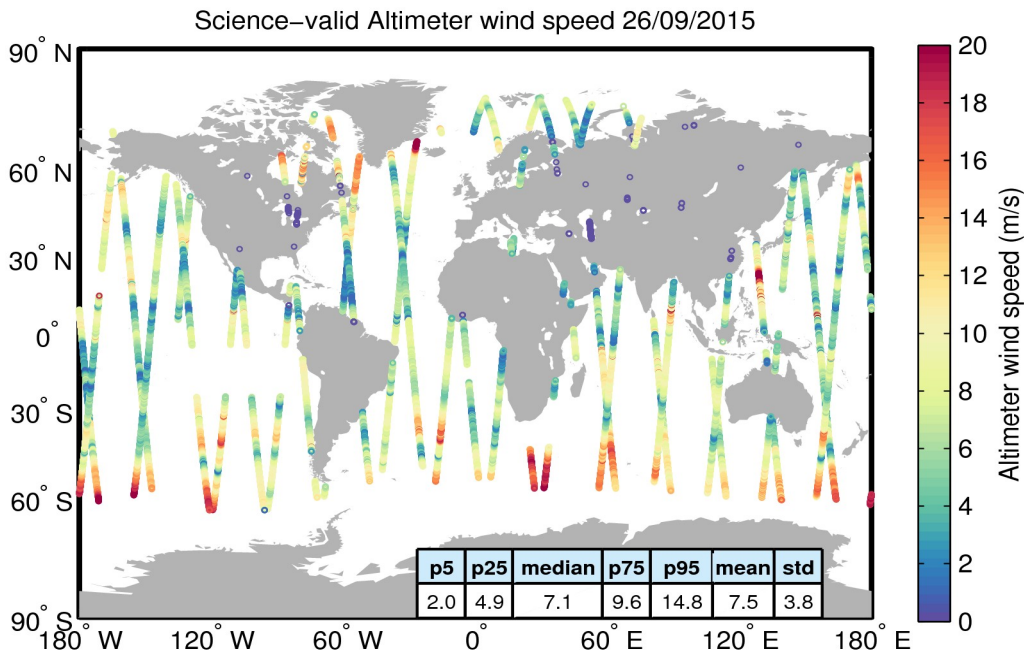 Science−valid Altimeter wind speed 26/09/2015
90° N
60° N
30° N
0°
30° S
60° S
90° S
180° W
120° W
60° W
0°
60° E
120° E
180° E
p5 p25 median p75 p95 mean std
2.0 4.9 7.1 9.6 14.8 7.5 3.8
20
18
16
14
12
10
8
6
4
2
0
Altimeter wind speed (m/s)